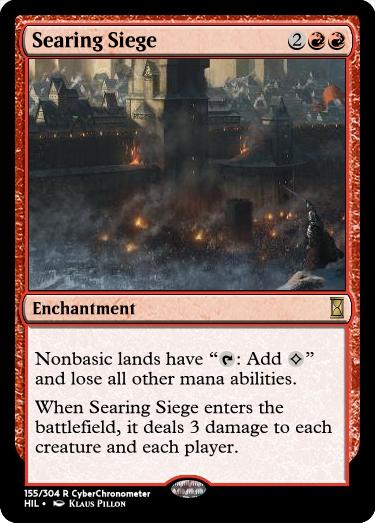 Searing Siege 2
Enchantment
Nonbasic lands have “: Add ”
and lose all other mana abilities.
When Searing Siege enters the
battlefield, it deals 3 damage to each
creature and each player.
155/304 R CyberChronometer
HIL • Klaus Pillon